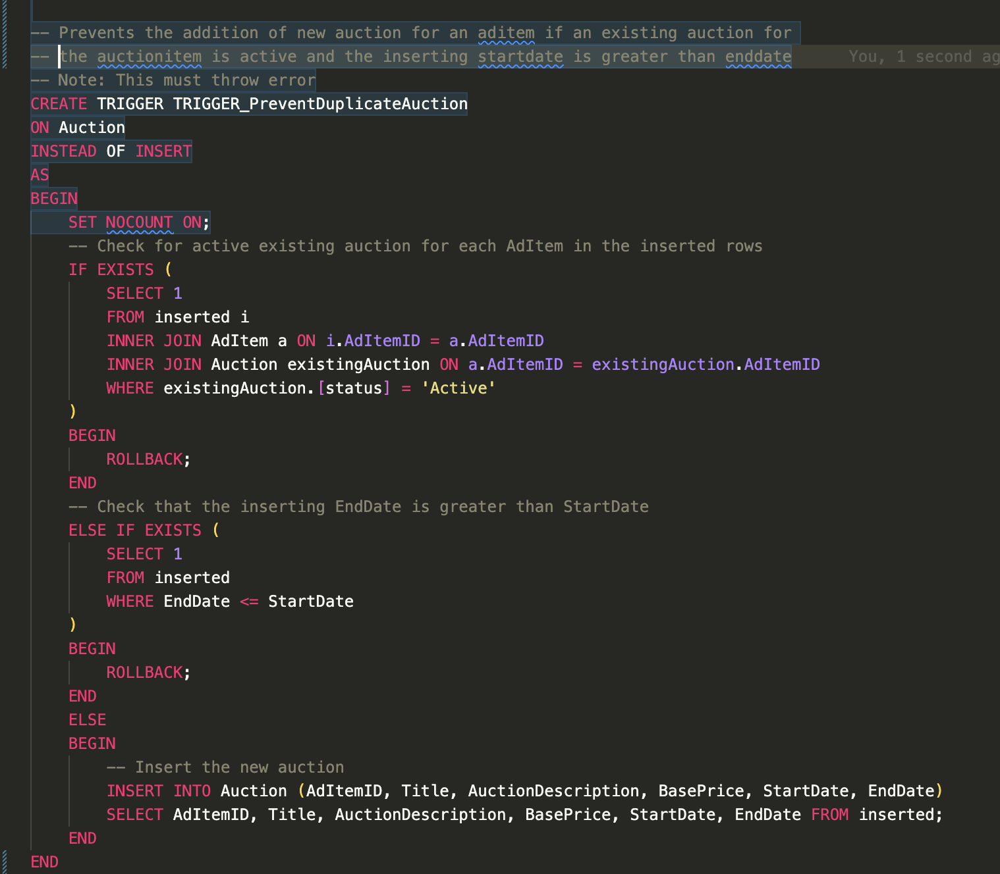 -- Prevents the addition of new auction for an aditem if an existing auction for
-- the auctionitem is active and the inserting startdate is greater than enddate You, 1 second ag
-- Note: This must throw error
CREATE TRIGGER TRIGGER_PreventDuplicateAuction
ON Auction
INSTEAD OF INSERT
AS
BEGIN
    SET NOCOUNT ON;
    -- Check for active existing auction for each AdItem in the inserted rows
    IF EXISTS (
        SELECT 1
        FROM inserted i
        INNER JOIN AdItem a ON i.AdItemID = a.AdItemID
        INNER JOIN Auction existingAuction ON a.AdItemID = existingAuction.AdItemID
        WHERE existingAuction.[status] = 'Active'
    )
    BEGIN
        ROLLBACK;
    END
    -- Check that the inserting EndDate is greater than StartDate
    ELSE IF EXISTS (
        SELECT 1
        FROM inserted
        WHERE EndDate <= StartDate
    )
    BEGIN
        ROLLBACK;
    END
    ELSE
    BEGIN
        -- Insert the new auction
        INSERT INTO Auction (AdItemID, Title, AuctionDescription, BasePrice, StartDate, EndDate)
        SELECT AdItemID, Title, AuctionDescription, BasePrice, StartDate, EndDate FROM inserted;
    END
END